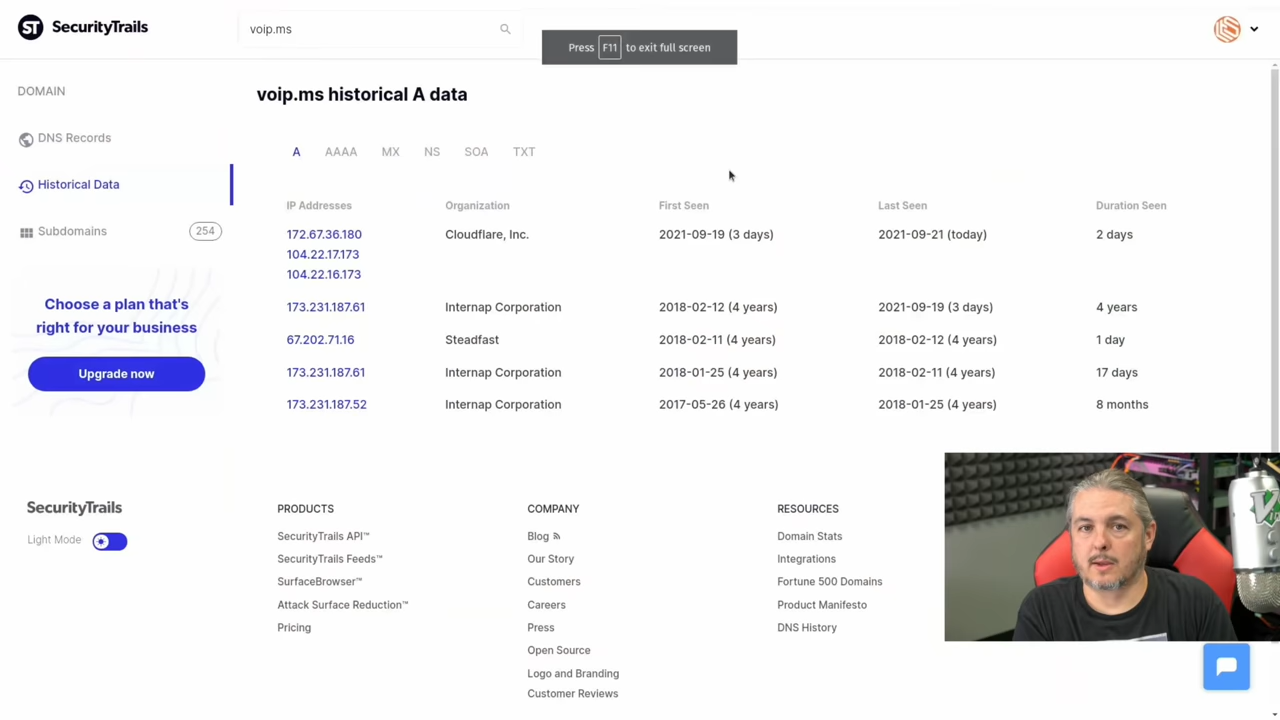 ST SecurityTrails
voip.ms
Press F11 to exit full screen
DOMAIN
DNS Records
Historical Data
Subdomains 254
Choose a plan that's
right for your business
Upgrade now
voip.ms historical A data
A AAAA MX NS SOA TXT
IP Addresses Organization First Seen Last Seen Duration Seen
172.67.36.180 Cloudflare, Inc. 2021-09-19 (3 days) 2021-09-21 (today) 2 days
104.22.17.173
104.22.16.173
173.231.187.61 Internap Corporation 2018-02-12 (4 years) 2021-09-19 (3 days) 4 years
67.202.71.16 Steadfast 2018-02-11 (4 years) 2018-02-12 (4 years) 1 day
173.231.187.61 Internap Corporation 2018-01-25 (4 years) 2018-02-11 (4 years) 17 days
173.231.187.52 Internap Corporation 2017-05-26 (4 years) 2018-01-25 (4 years) 8 months
SecurityTrails
Light Mode
PRODUCTS
SecurityTrails API™
SecurityTrails Feeds™
SurfaceBrowser™
Attack Surface Reduction™
Pricing
COMPANY
Blog
Our Story
Customers
Careers
Press
Open Source
Logo and Branding
Customer Reviews
RESOURCES
Domain Stats
Integrations
Fortune 500 Domains
Product Manifesto
DNS History